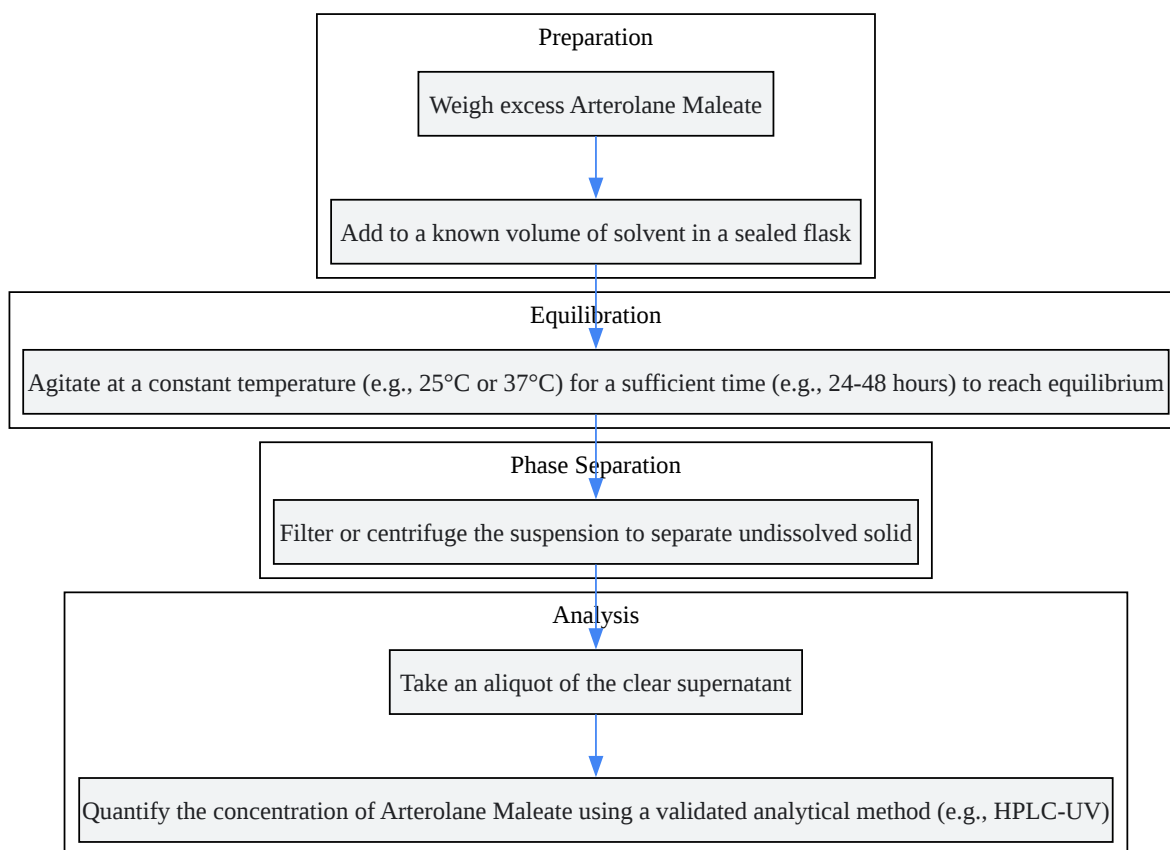 Preparation
Weigh excess Arterolane Maleate
Add to a known volume of solvent in a sealed flask
Equilibration
Agitate at a constant temperature (e.g., 25°C or 37°C) for a sufficient time (e.g., 24-48 hours) to reach equilibrium
Phase Separation
Filter or centrifuge the suspension to separate undissolved solid
Analysis
Take an aliquot of the clear supernatant
Quantify the concentration of Arterolane Maleate using a validated analytical method (e.g., HPLC-UV)